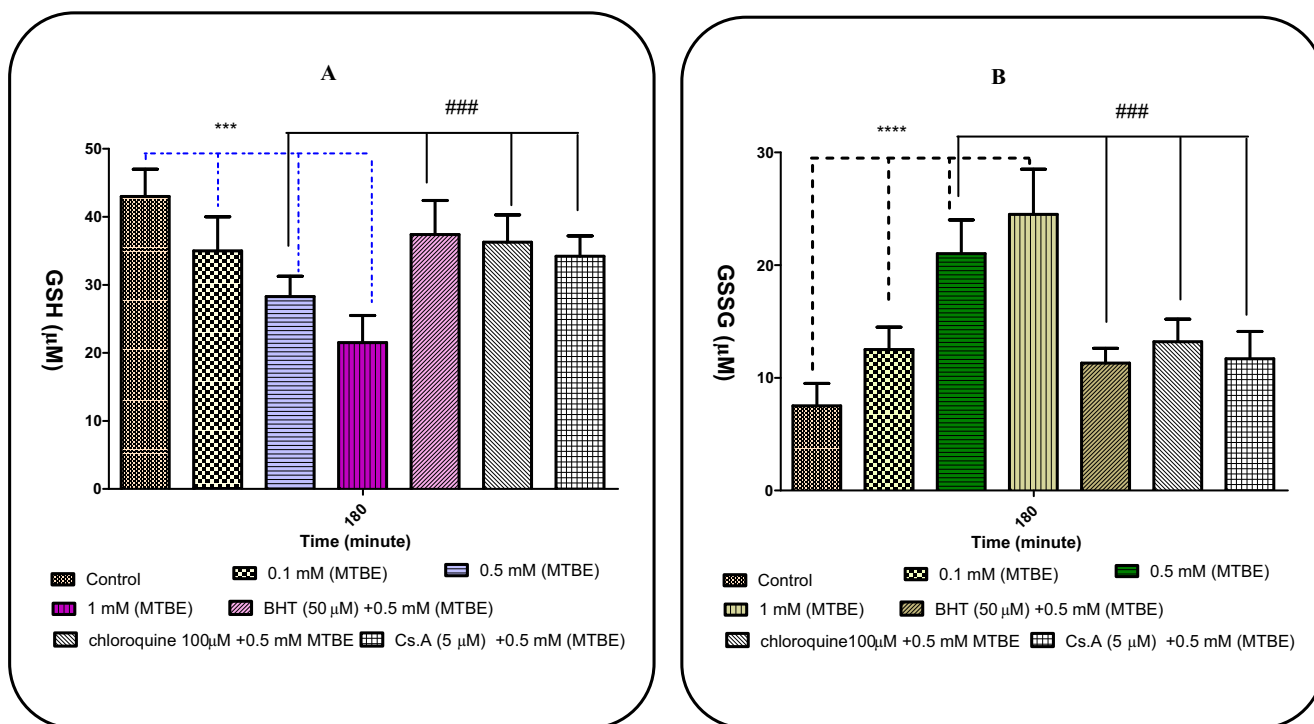 A
***
###
50
40
30
20
10
0
GSH (μM)
180
Time (minute)
Control
0.1 mM (MTBE)
0.5 mM (MTBE)
1 mM (MTBE)
BHT (50 μM) +0.5 mM (MTBE)
chloroquine 100μM +0.5 mM MTBE
Cs.A (5 μM) +0.5 mM (MTBE)
B
****
###
30
20
10
0
GSSG (μM)
180
Time (minute)
Control
0.1 mM (MTBE)
0.5 mM (MTBE)
1 mM (MTBE)
BHT (50 μM) +0.5 mM (MTBE)
chloroquine100μM +0.5 mM MTBE
Cs.A (5 μM) +0.5 mM (MTBE)